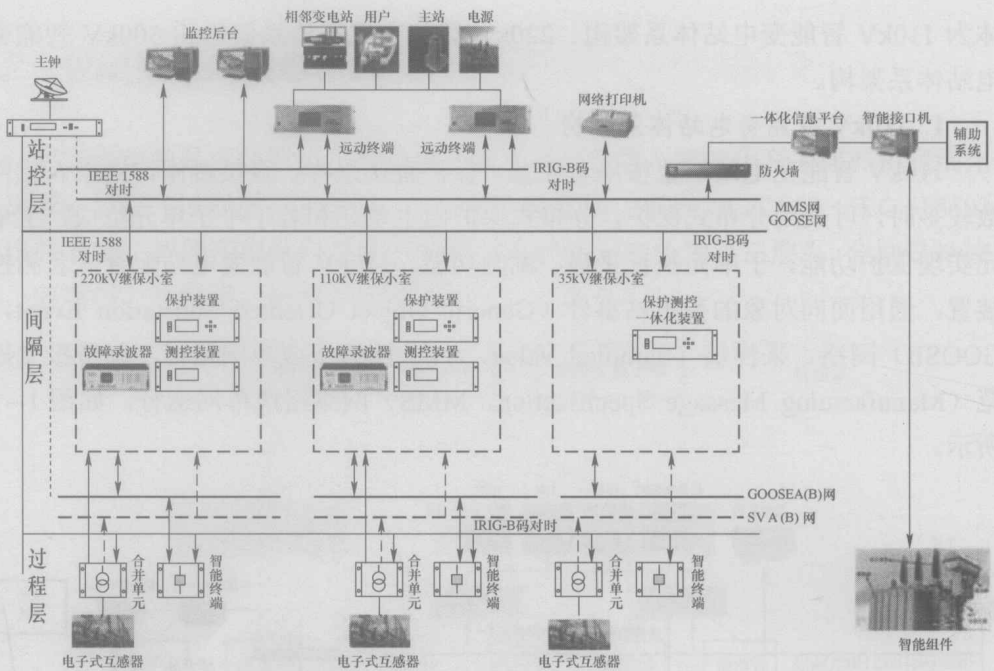 相邻变电站 用户 主站 电源
监控后台
主钟
网络打印机
一体化信息平台 智能接口机
辅助
系统
远动终端 远动终端
防火墙
站控层
IEEE 1588
对时
IRIG-B码
对时
MMS网
GOOSE网
IEEE 1588
对时
IRIG-B码
对时
间隔层
220kV继保小室
保护装置
故障录波器 测控装置
110kV继保小室
保护装置
故障录波器 测控装置
35kV继保小室
保护测控
一体化装置
GOOSEA(B)网
SVA(B)网
IRIG-B码对时
过程层
合并单元 智能终端
合并单元 智能终端
合并单元 智能终端
电子式互感器 电子式互感器 电子式互感器
智能组件